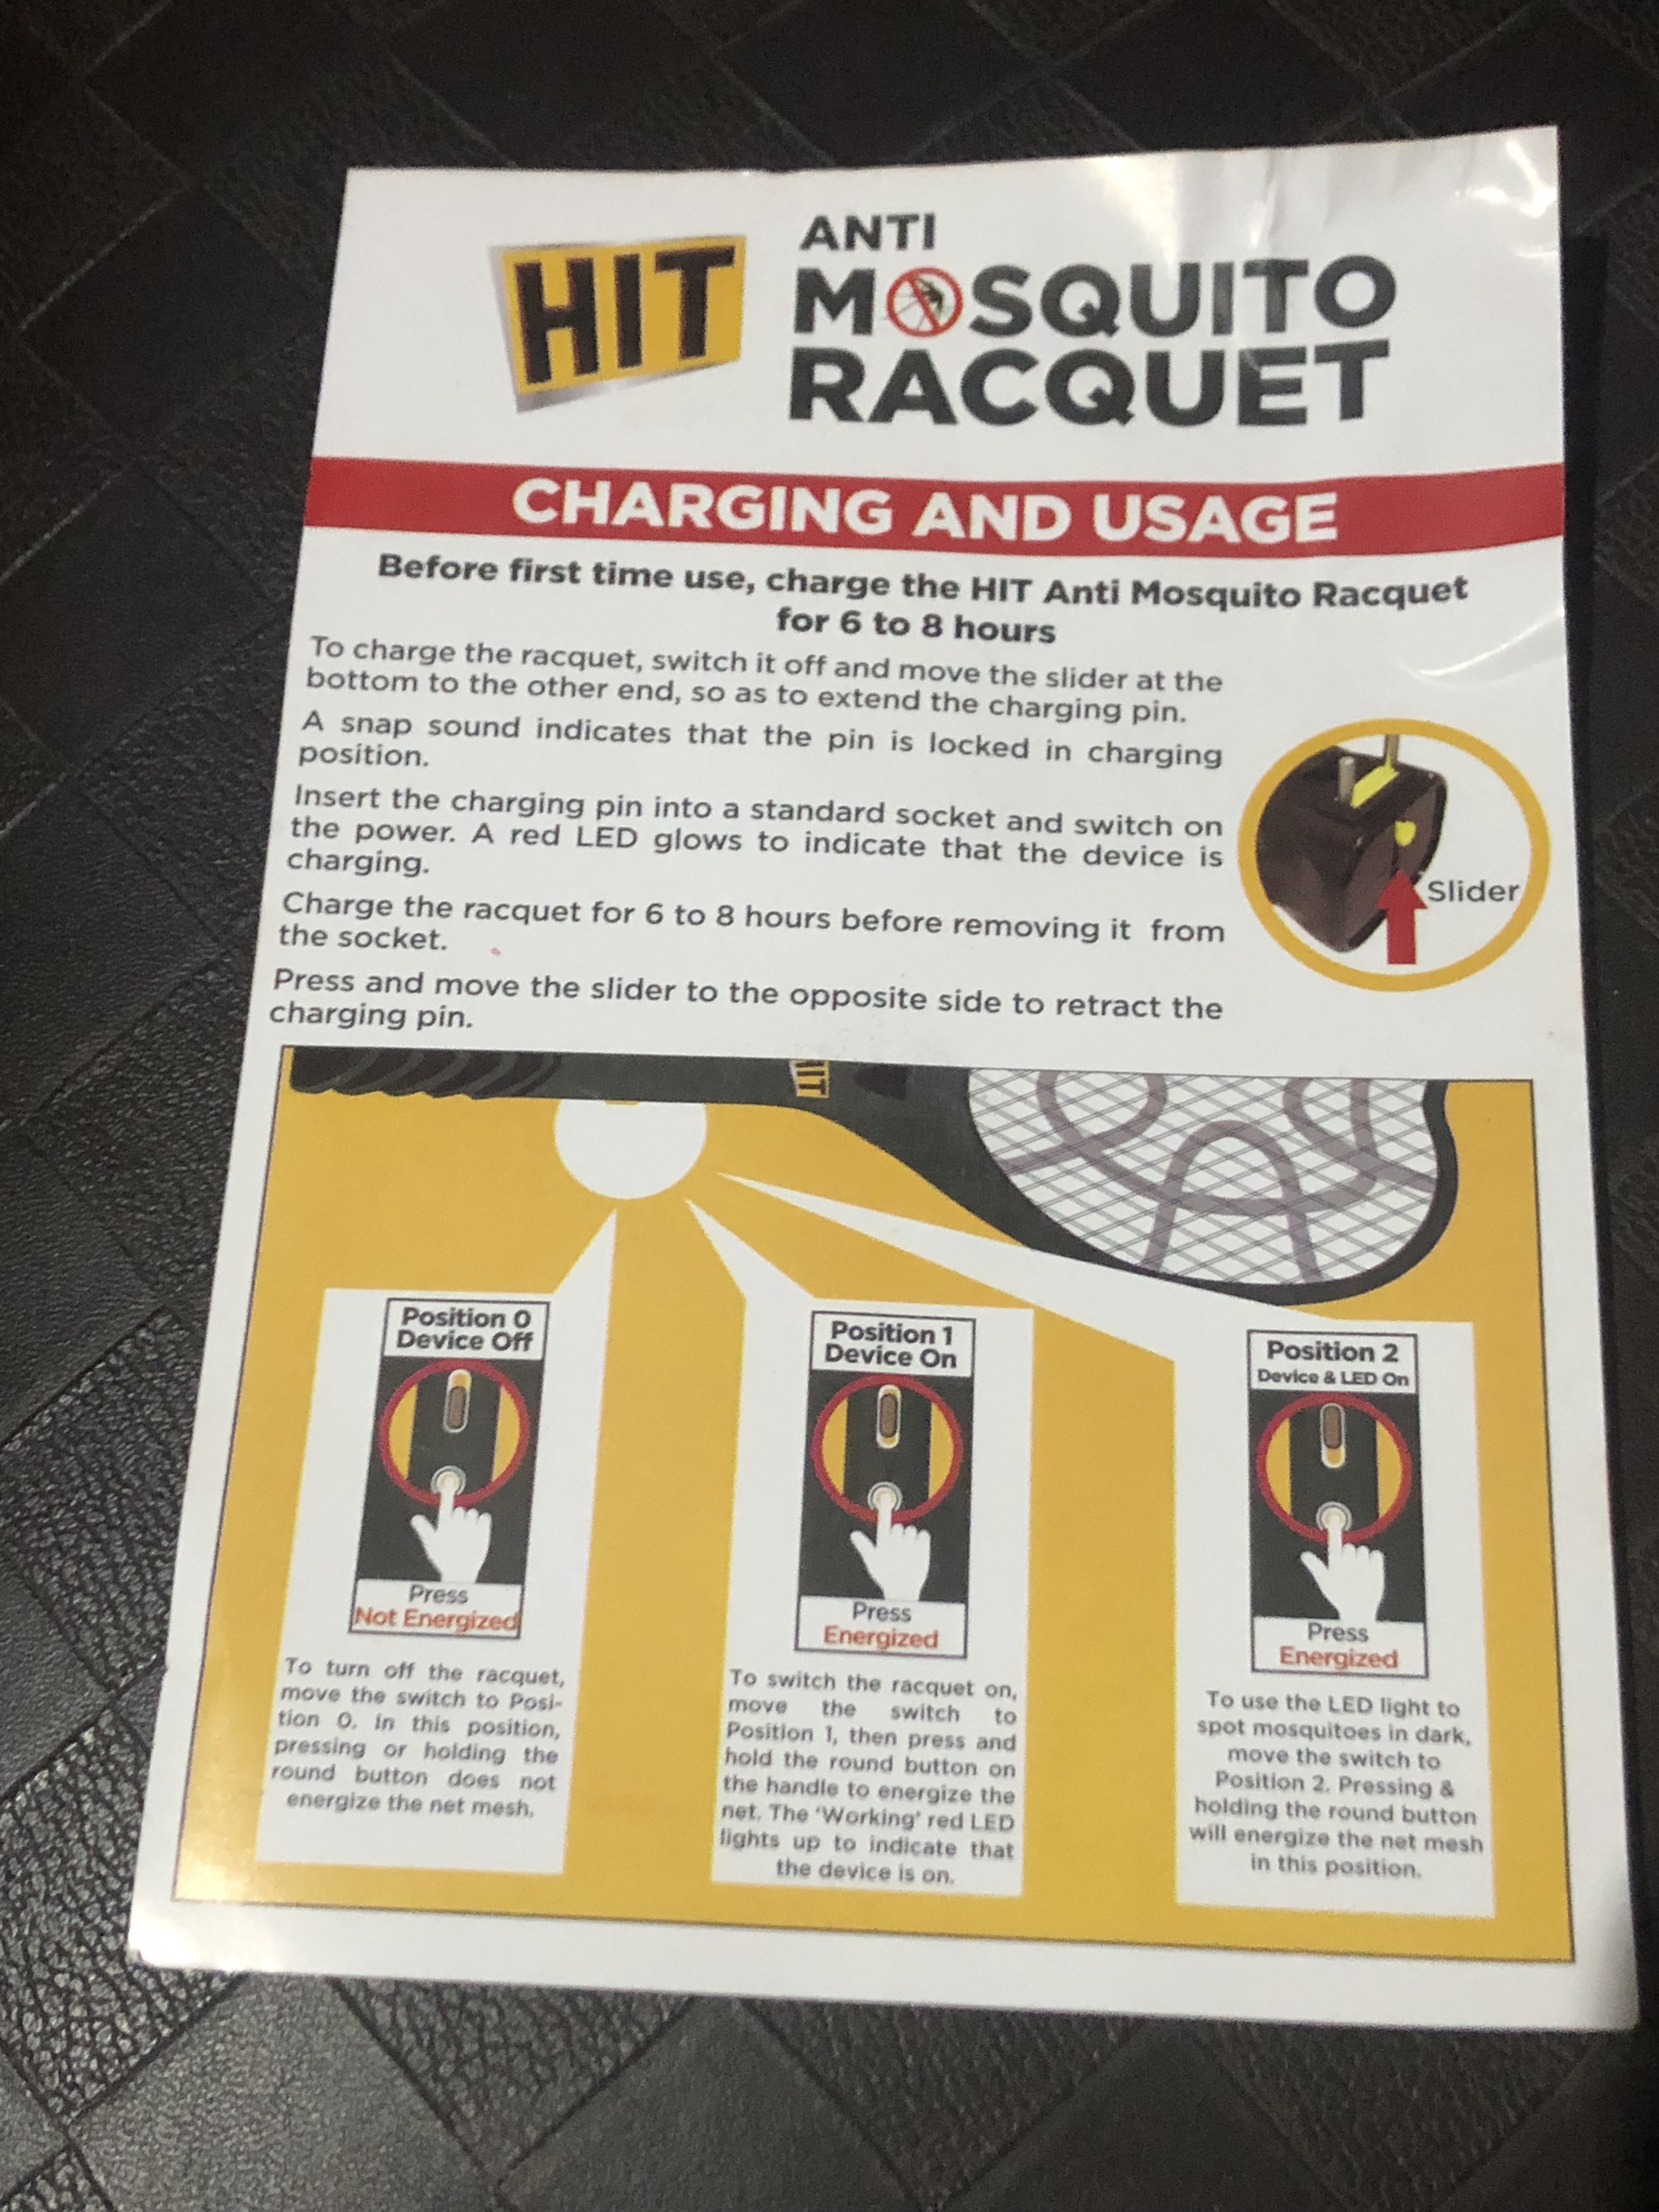 HIT
ANTI
MOSQUITO
RACQUET
CHARGING AND USAGE
Before first time use, charge the HIT Anti Mosquito Racquet
for 6 to 8 hours
To charge the racquet, switch it off and move the slider at the
bottom to the other end, so as to extend the charging pin.
A snap sound indicates that the pin is locked in charging
position.
Insert the charging pin into a standard socket and switch on
the power. A red LED glows to indicate that the device is
charging.
Charge the racquet for 6 to 8 hours before removing it from
the socket.
Press and move the slider to the opposite side to retract the
charging pin.
Slider
HIT
Position 0
Device Off
Press
Not Energized
To turn off the racquet,
move the switch to Posi-
tion 0. In this position,
pressing or holding the
round button does not
energize the net mesh.
Position 1
Device On
Press
Energized
To switch the racquet on,
move the switch to
Position 1, then press and
hold the round button on
the handle to energize the
net. The ‘Working’ red LED
lights up to indicate that
the device is on.
Position 2
Device & LED On
Press
Energized
To use the LED light to
spot mosquitoes in dark,
move the switch to
Position 2. Pressing &
holding the round button
will energize the net mesh
in this position.